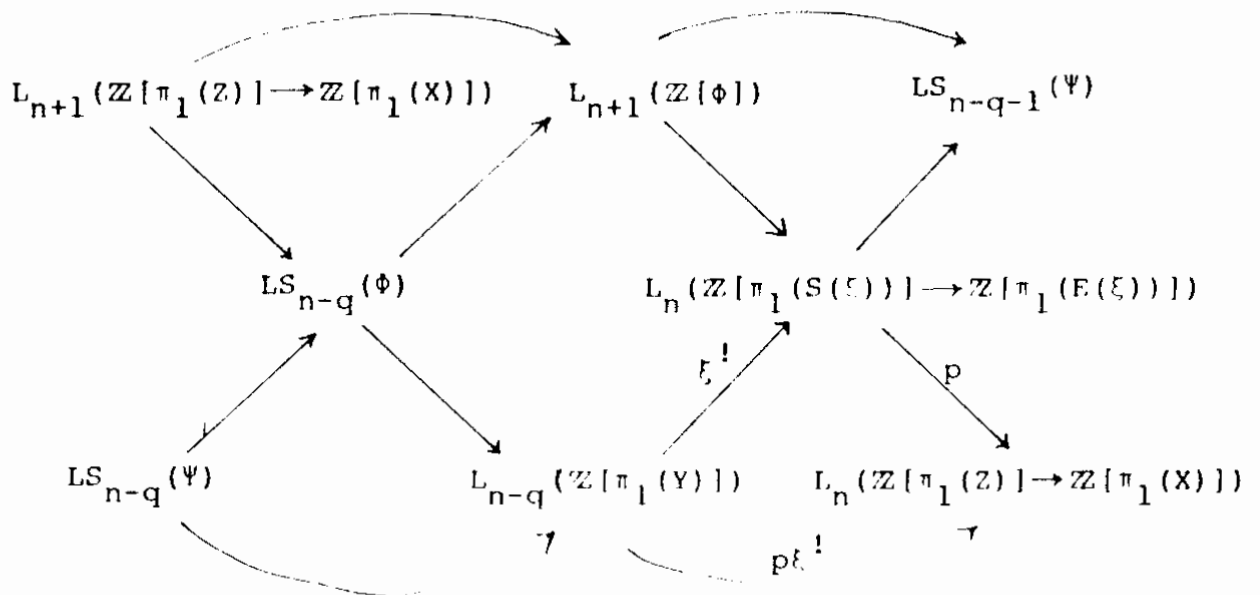 L_{n+1}(ℤ[π_1(Z)]→ℤ[π_1(X)]) L_{n+1}(ℤ[Φ]) LS_{n-q-1}(Ψ)
LS_{n-q}(Φ) L_n(ℤ[π_1(S(ξ))]→ℤ[π_1(E(ξ))])
ξ^! p
LS_{n-q}(Ψ) L_{n-q}(ℤ[π_1(Y)]) L_n(ℤ[π_1(Z)]→ℤ[π_1(X)])
pξ^!